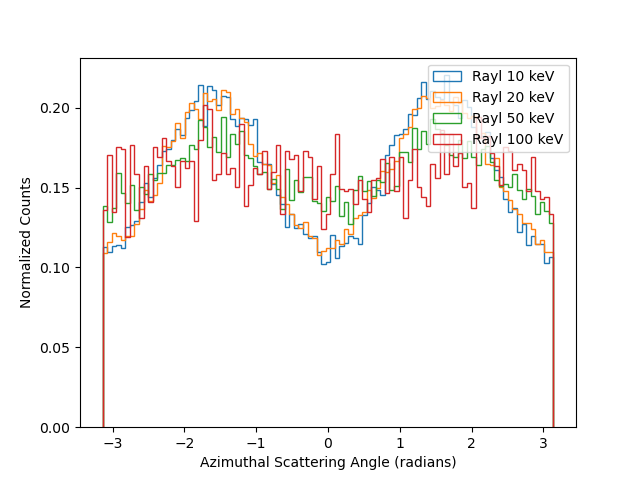 Rayl 10 keV
Rayl 20 keV
Rayl 50 keV
Rayl 100 keV
0.20
0.15
0.10
0.05
0.00
Normalized Counts
−3
−2
−1
0
1
2
3
Azimuthal Scattering Angle (radians)